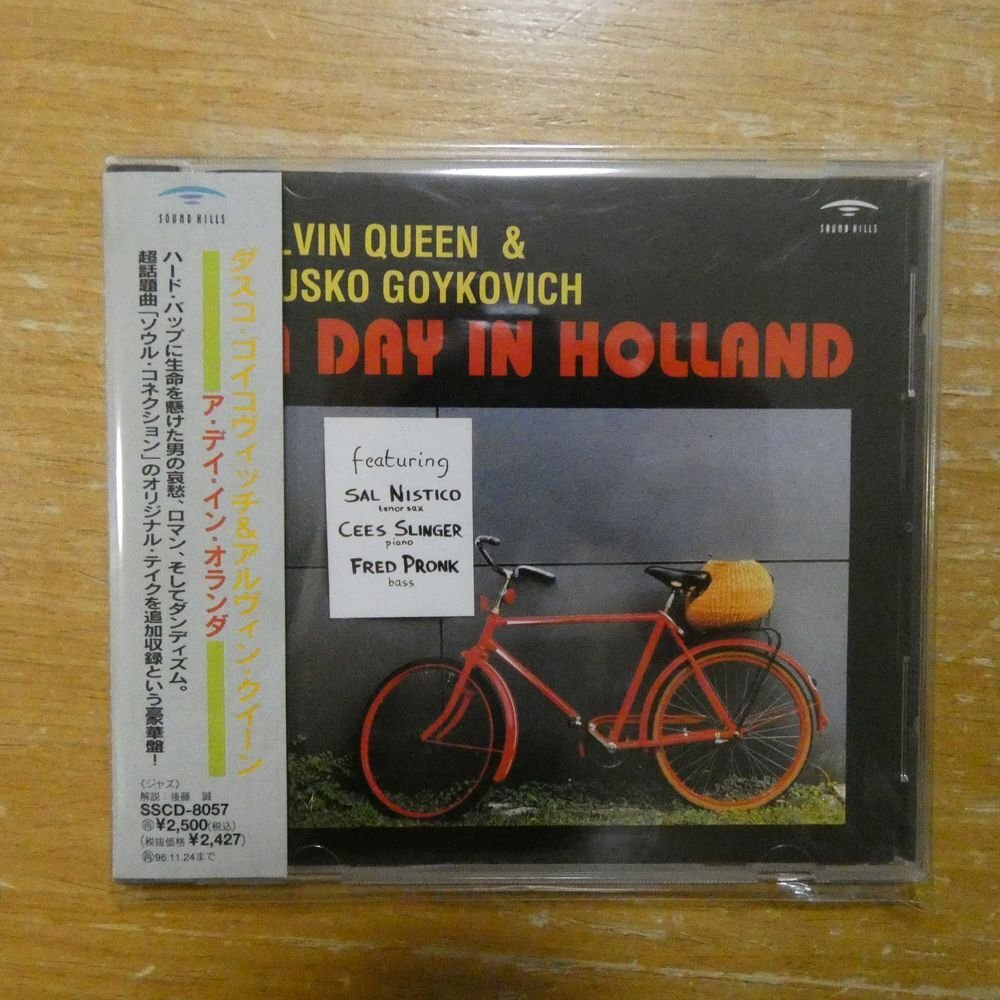 SOUND HILLS
ダスコ・ゴイコヴィッチ&アルヴィン・クイーン
ア・デイ・イン・オランダ
ハード・バップに生命を懸けた男の哀愁、ロマン、そしてダンディズム。
超話題曲「ソウル・コネクション」のオリジナル・テイクを追加収録という豪華盤!
《ジャズ》
解説:後藤 誠
SSCD-8057
㊢¥2,500(税込)
(税抜価格 ¥2,427)
㊢96.11.24まで
SOUND HILLS
LVIN QUEEN &
USKO GOYKOVICH
A DAY IN HOLLAND
featuring
SAL NISTICO
tenor sax
CEES SLINGER
piano
FRED PRONK
bass